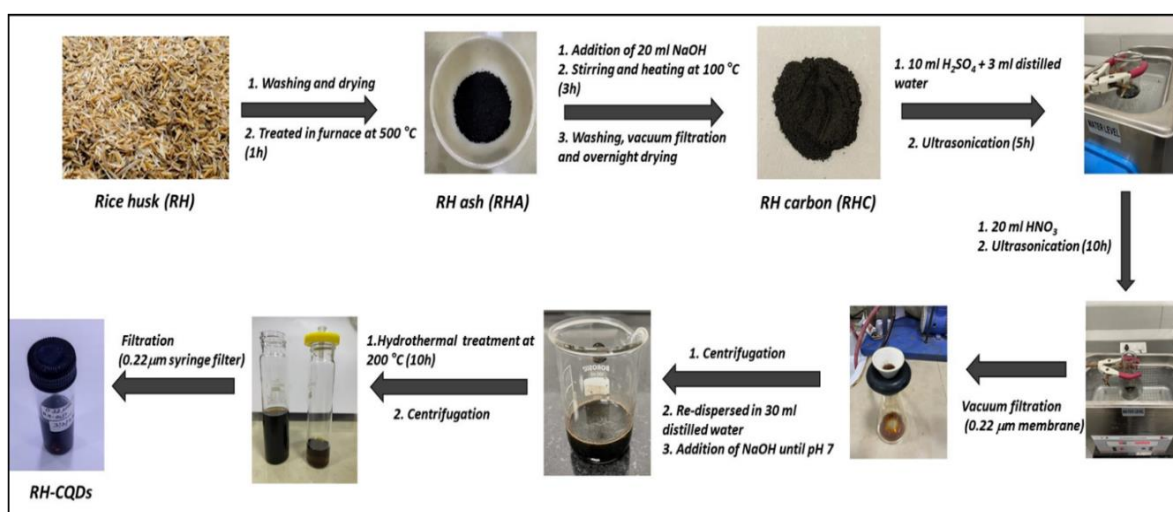 1. Washing and drying
2. Treated in furnace at 500 °C
(1h)
Rice husk (RH)
RH ash (RHA)
1. Addition of 20 ml NaOH
2. Stirring and heating at 100 °C
(3h)
3. Washing, vacuum filtration
and overnight drying
RH carbon (RHC)
1. 10 ml H₂SO₄ + 3 ml distilled
water
2. Ultrasonication (5h)
WATER LEVEL
1. 20 ml HNO₃
2. Ultrasonication (10h)
Vacuum filtration
(0.22 μm membrane)
1. Centrifugation
2. Re-dispersed in 30 ml
distilled water
3. Addition of NaOH until pH 7
BOROSIL
1.Hydrothermal treatment at
200 °C (10h)
2. Centrifugation
Filtration
(0.22μm syringe filter)
RH-CQDs